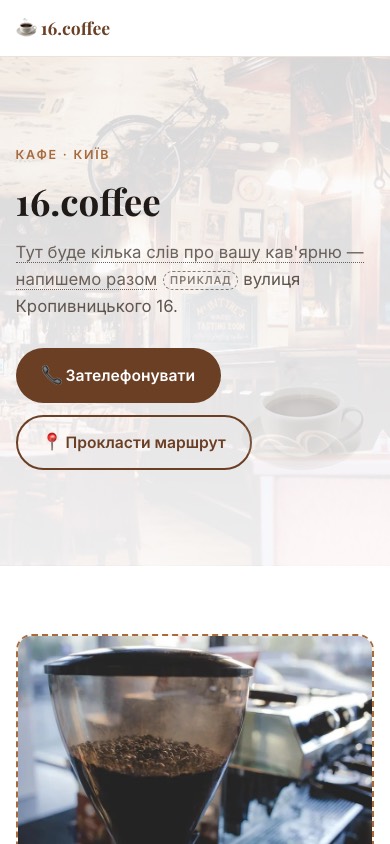 16.coffee
КАФЕ · КИЇВ
16.coffee
Тут буде кілька слів про вашу кав'ярню —
напишемо разом ПРИКЛАД вулиця
Кропивницького 16.
Зателефонувати
Прокласти маршрут